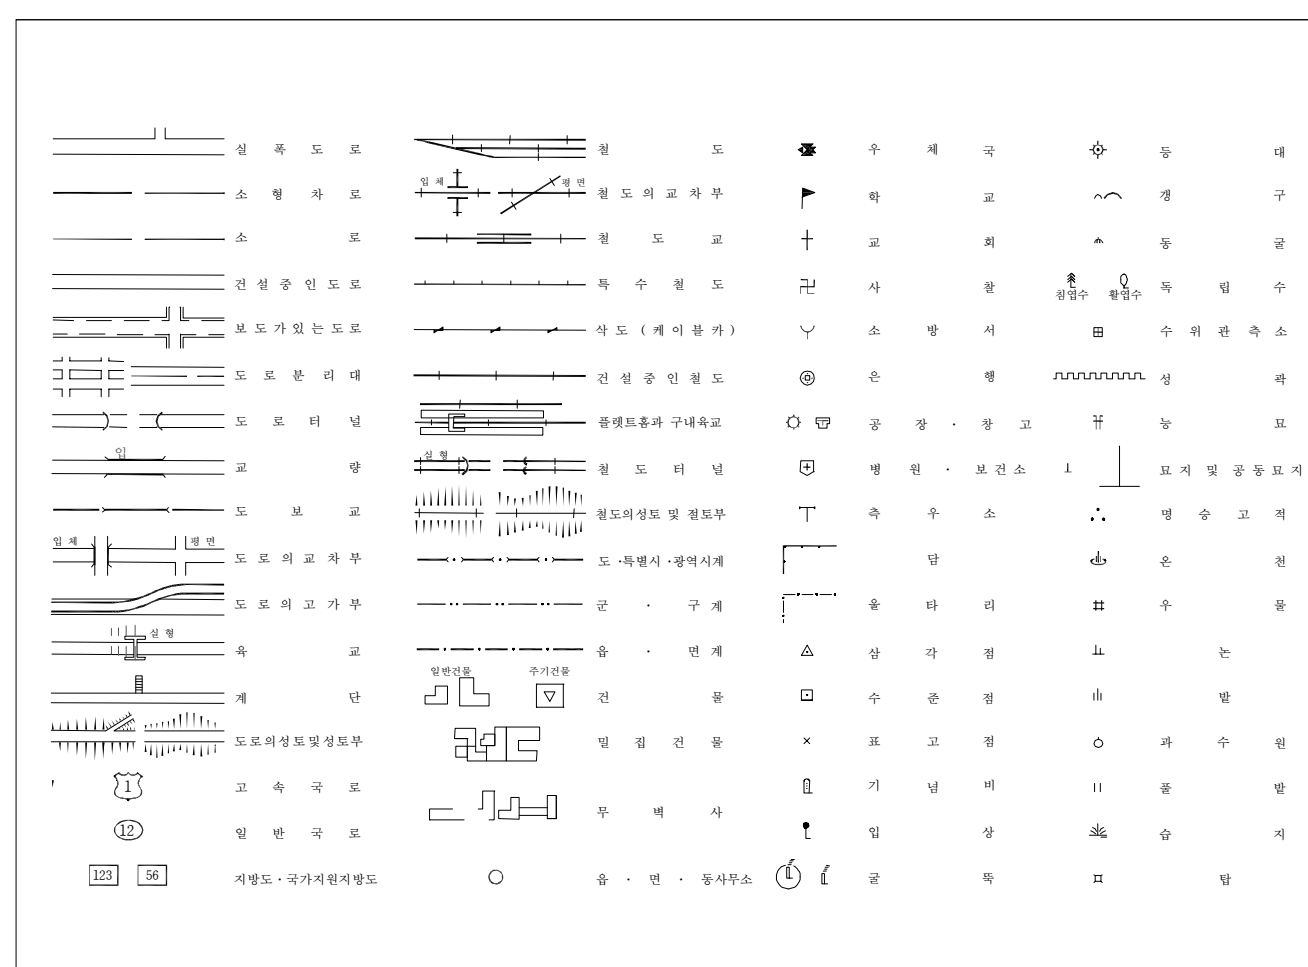 실 폭 도 로 철 도 우 체 국 등 대
입 체 평 면
소 형 차 로 철 도 의 교 차 부 학 교 갱 구
소 로 철 도 교 교 회 동 굴
건 설 중 인 도 로 특 수 철 도 사 찰 침엽수 활엽수 독 립 수
보 도 가 있 는 도 로 삭 도 ( 케 이 블 카 ) 소 방 서 수 위 관 측 소
도 로 분 리 대 건 설 중 인 철 도 은 행 성 곽
도 로 터 널 플렛트홈과 구내육교 공 장 · 창 고 능 묘
입 실 형
교 량 철 도 터 널 병 원 · 보 건 소 묘 지 및 공 동 묘 지
도 보 교 철도의성토 및 절토부 측 우 소 명 승 고 적
입 체 평 면
도 로 의 교 차 부 도 ·특별시 ·광역시계 담 온 천
도 로 의 고 가 부 군 · 구 계 울 타 리 우 물
실 형
육 교 읍 · 면 계 삼 각 점 논
일반건물 주기건물
계 단 건 물 수 준 점 밭
도로의성토및성토부 밀 집 건 물 표 고 점 과 수 원
1 고 속 국 로 무 벽 사 기 념 비 풀 밭
12 일 반 국 로 입 상 습 지
123 56 지방도 · 국가지원지방도 읍 · 면 · 동사무소 굴 뚝 탑